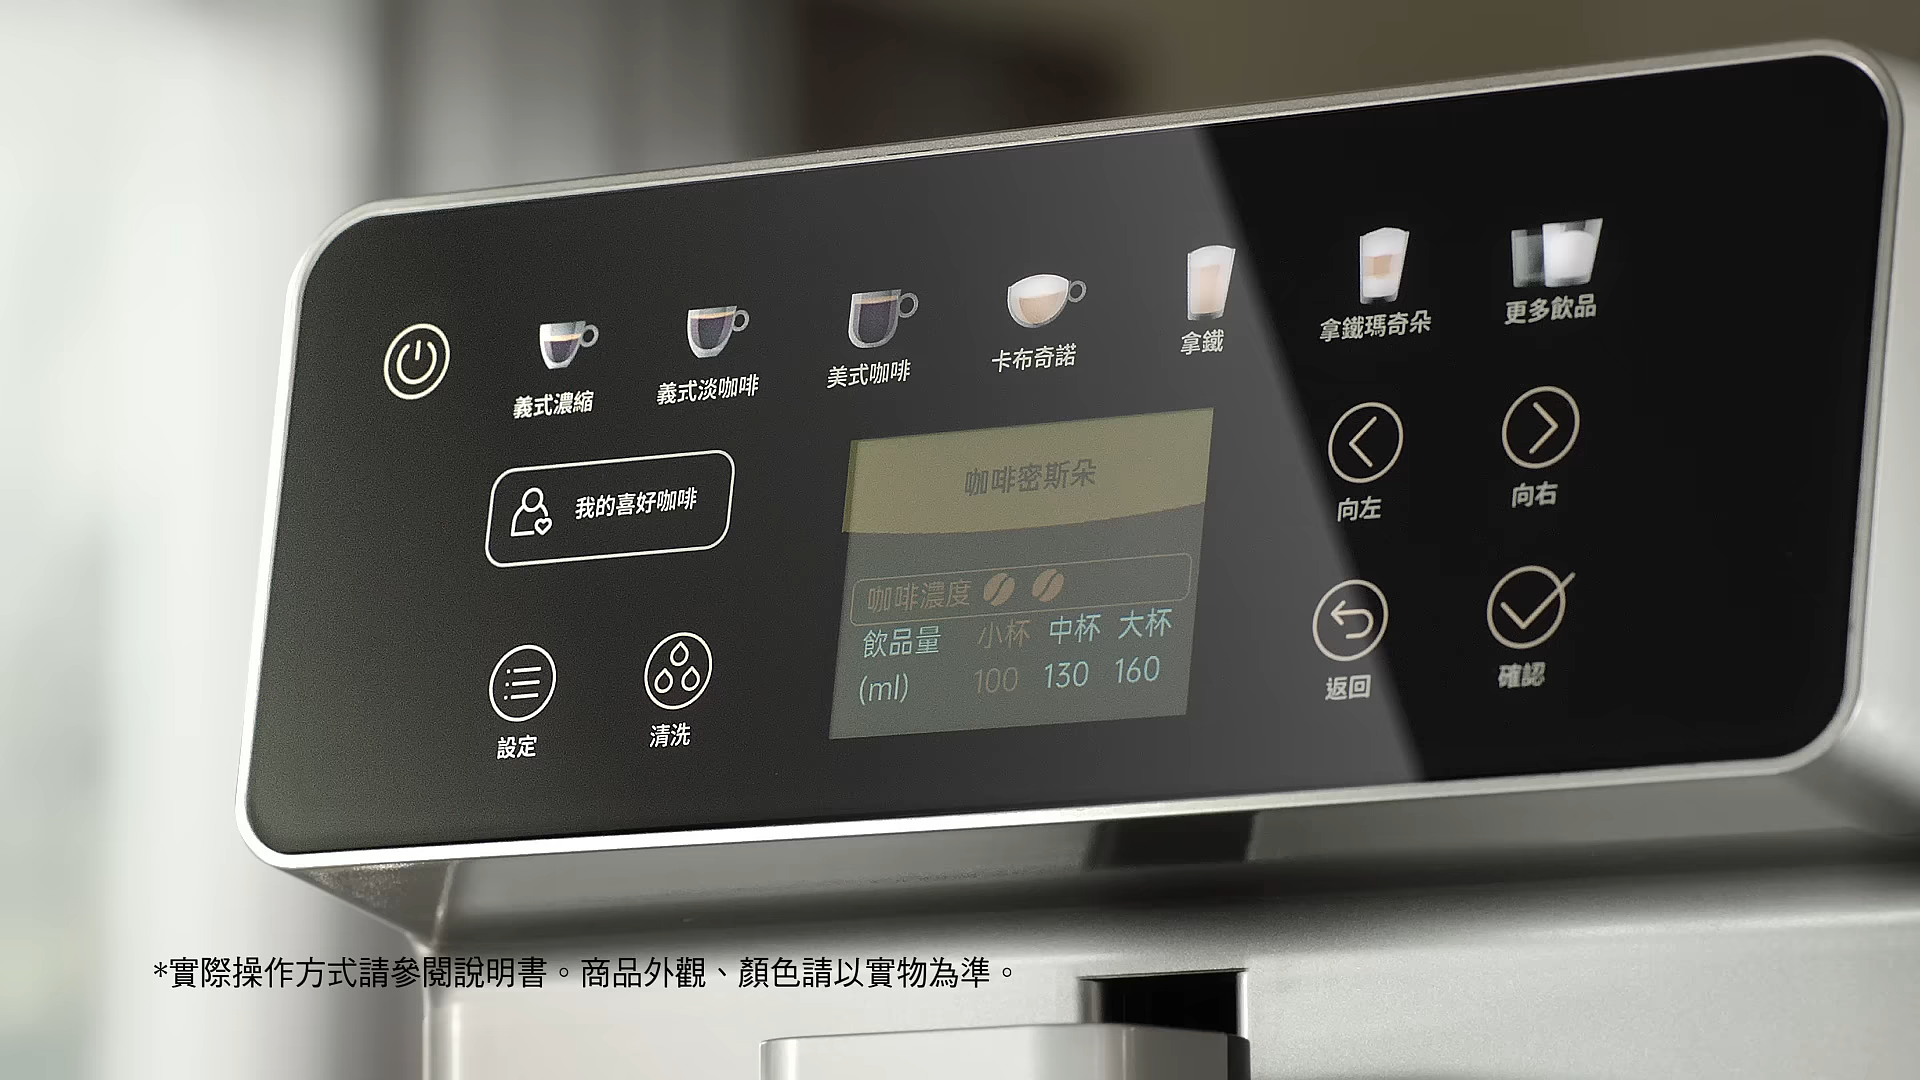 義式濃縮
義式淡咖啡
美式咖啡
卡布奇諾
拿鐵
拿鐵瑪奇朵
更多飲品
我的喜好咖啡
咖啡密斯朵
咖啡濃度
飲品量 小杯 中杯 大杯
(ml) 100 130 160
向左
向右
設定
清洗
返回
確認
*實際操作方式請參閱說明書。商品外觀、顏色請以實物為準。